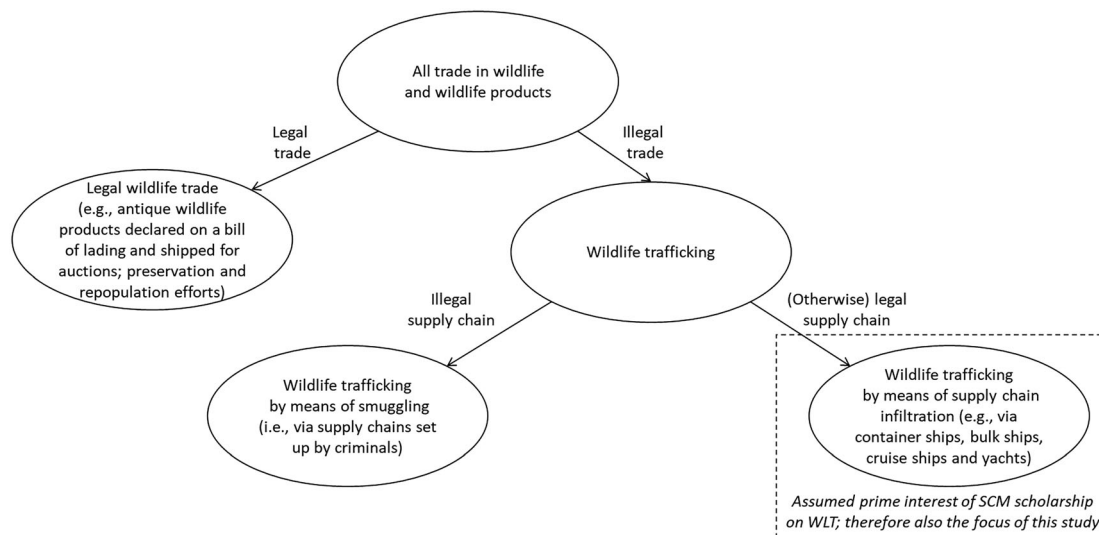 All trade in wildlife
and wildlife products
Legal
trade
Illegal
trade
Legal wildlife trade
(e.g., antique wildlife
products declared on a bill
of lading and shipped for
auctions; preservation and
repopulation efforts)
Wildlife trafficking
Illegal
supply chain
(Otherwise) legal
supply chain
Wildlife trafficking
by means of smuggling
(i.e., via supply chains set
up by criminals)
Wildlife trafficking
by means of supply chain
infiltration (e.g., via
container ships, bulk ships,
cruise ships and yachts)
Assumed prime interest of SCM scholarship
on WLT; therefore also the focus of this study